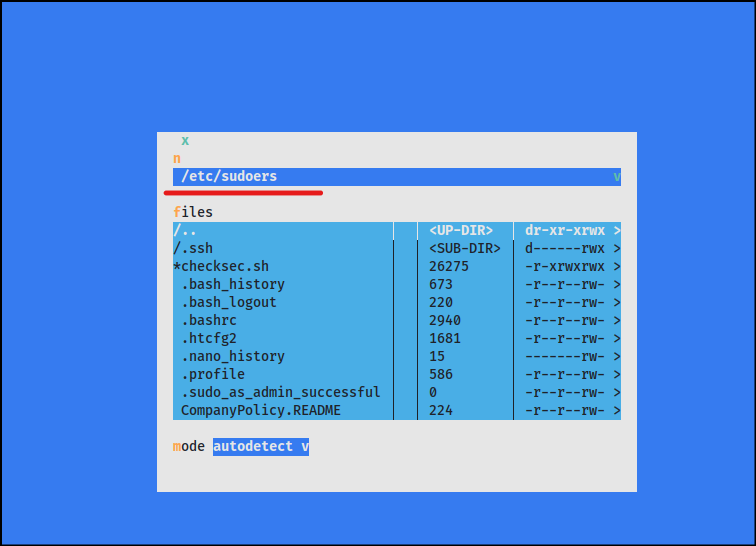 x
n
/etc/sudoers v
files
/.. <UP-DIR> dr-xr-xrwx >
/.ssh <SUB-DIR> d------rwx >
*checksec.sh 26275 -r-xrwxrwx >
.bash_history 673 -r--r--rw- >
.bash_logout 220 -r--r--rw- >
.bashrc 2940 -r--r--rw- >
.htcfg2 1681 -r--r--rw- >
.nano_history 15 -------rw- >
.profile 586 -r--r--rw- >
.sudo_as_admin_successful 0 -r--r--rw- >
CompanyPolicy.README 224 -r--r--rw- >
mode autodetect v